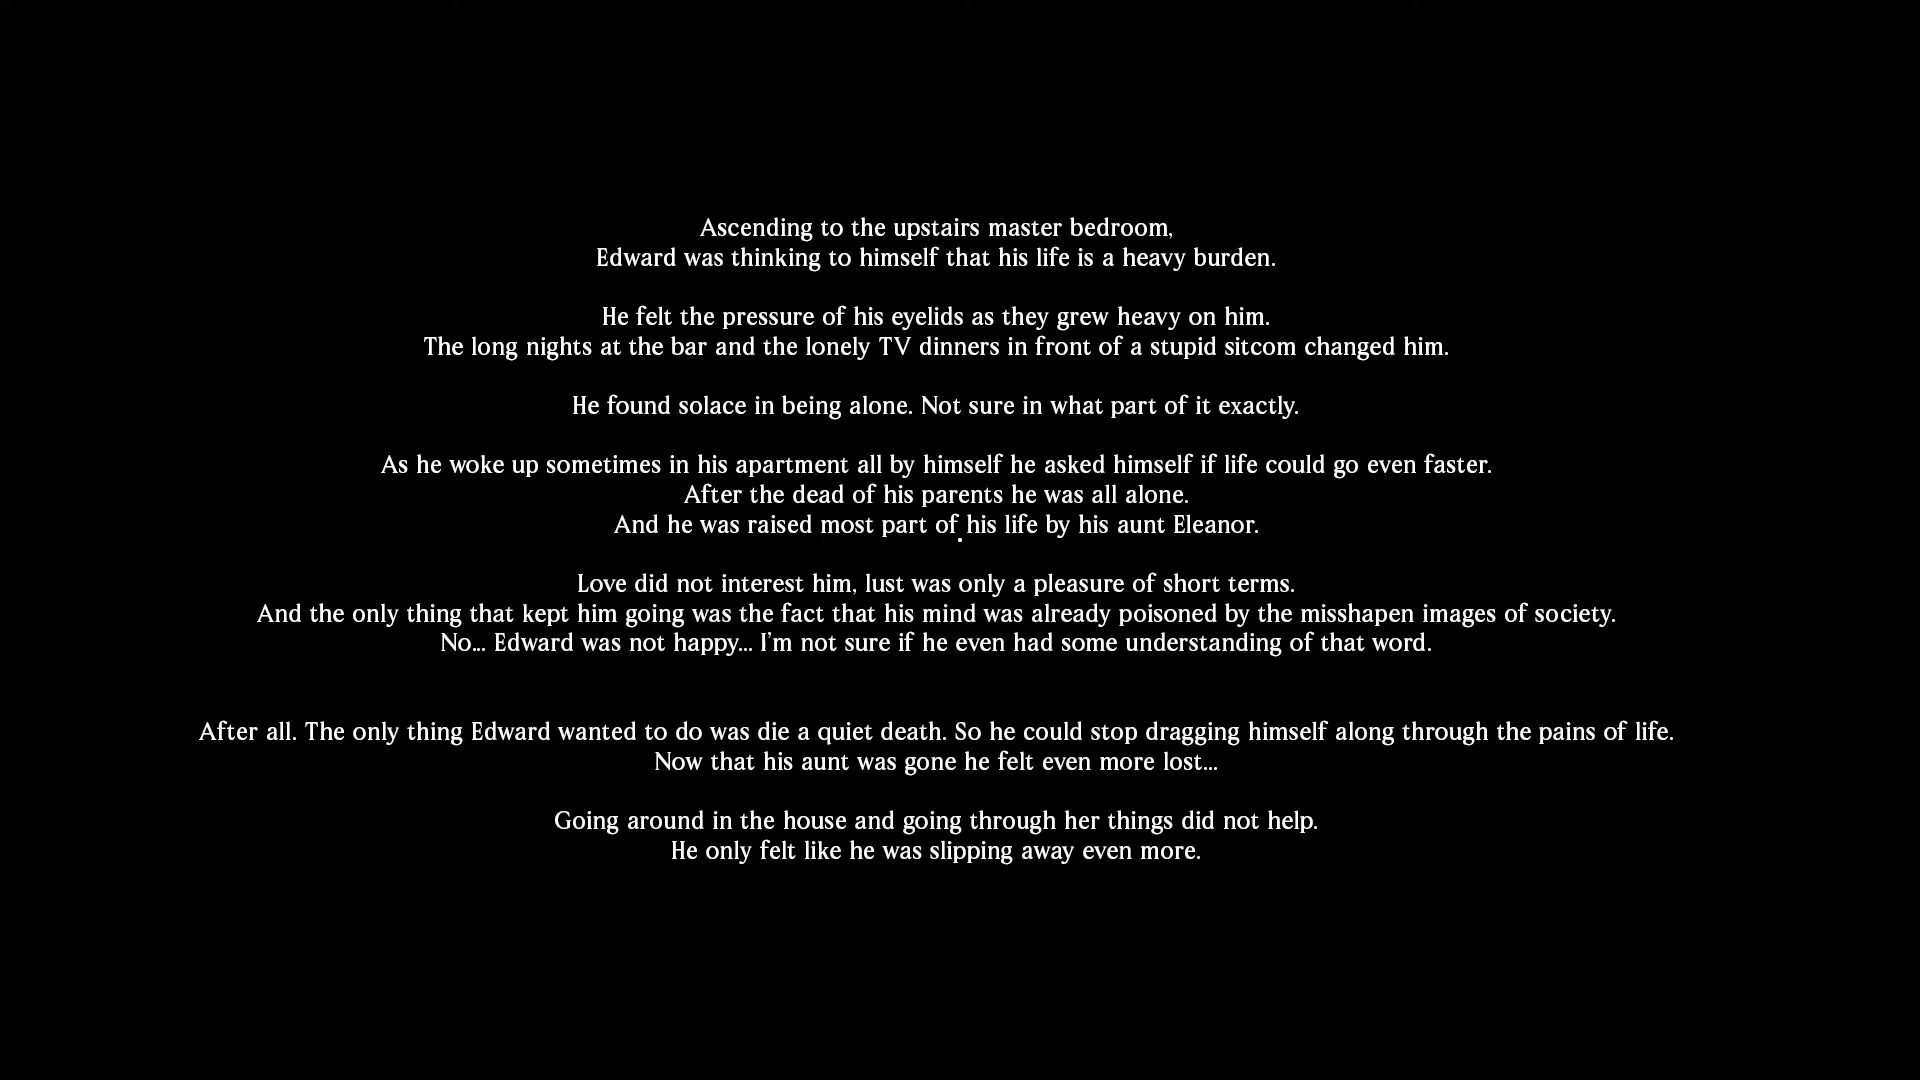 Ascending to the upstairs master bedroom,
Edward was thinking to himself that his life is a heavy burden.
He felt the pressure of his eyelids as they grew heavy on him.
The long nights at the bar and the lonely TV dinners in front of a stupid sitcom changed him.
He found solace in being alone. Not sure in what part of it exactly.
As he woke up sometimes in his apartment all by himself he asked himself if life could go even faster.
After the dead of his parents he was all alone.
And he was raised most part of his life by his aunt Eleanor.
Love did not interest him, lust was only a pleasure of short terms.
And the only thing that kept him going was the fact that his mind was already poisoned by the misshapen images of society.
No... Edward was not happy... I'm not sure if he even had some understanding of that word.
After all. The only thing Edward wanted to do was die a quiet death. So he could stop dragging himself along through the pains of life.
Now that his aunt was gone he felt even more lost...
Going around in the house and going through her things did not help.
He only felt like he was slipping away even more.